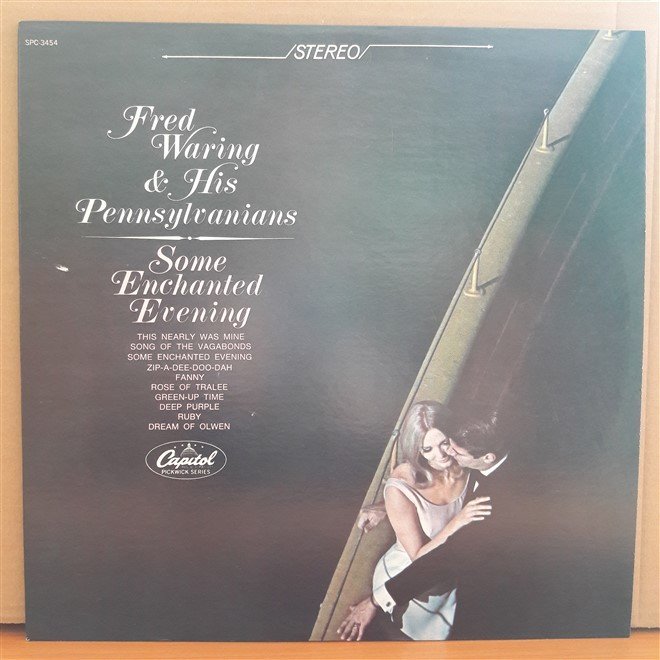 SPC-3454
STEREO
Fred
Waring
& His
Pennsylvanians
Some
Enchanted
Evening
THIS NEARLY WAS MINE
SONG OF THE VAGABONDS
SOME ENCHANTED EVENING
ZIP-A-DEE-DOO-DAH
FANNY
ROSE OF TRALEE
GREEN-UP TIME
DEEP PURPLE
RUBY
DREAM OF OLWEN
Capitol
PICKWICK SERIES